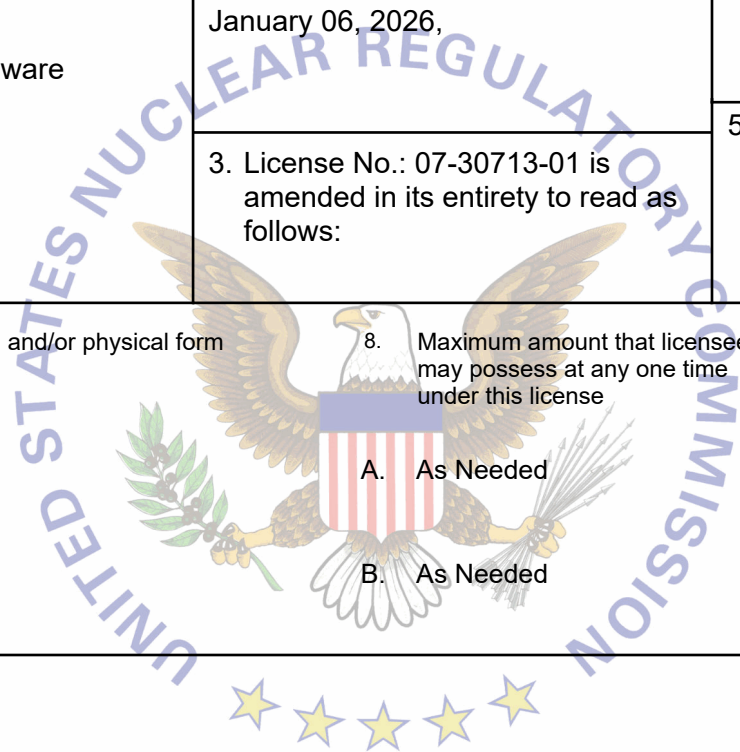 January 06, 2026,
ware
5
3. License No.: 07-30713-01 is
amended in its entirety to read as
follows:
and/or physical form
8. Maximum amount that licensee
may possess at any one time
under this license
A. As Needed
B. As Needed
UNITED STATES NUCLEAR REGULATORY COMMISSION